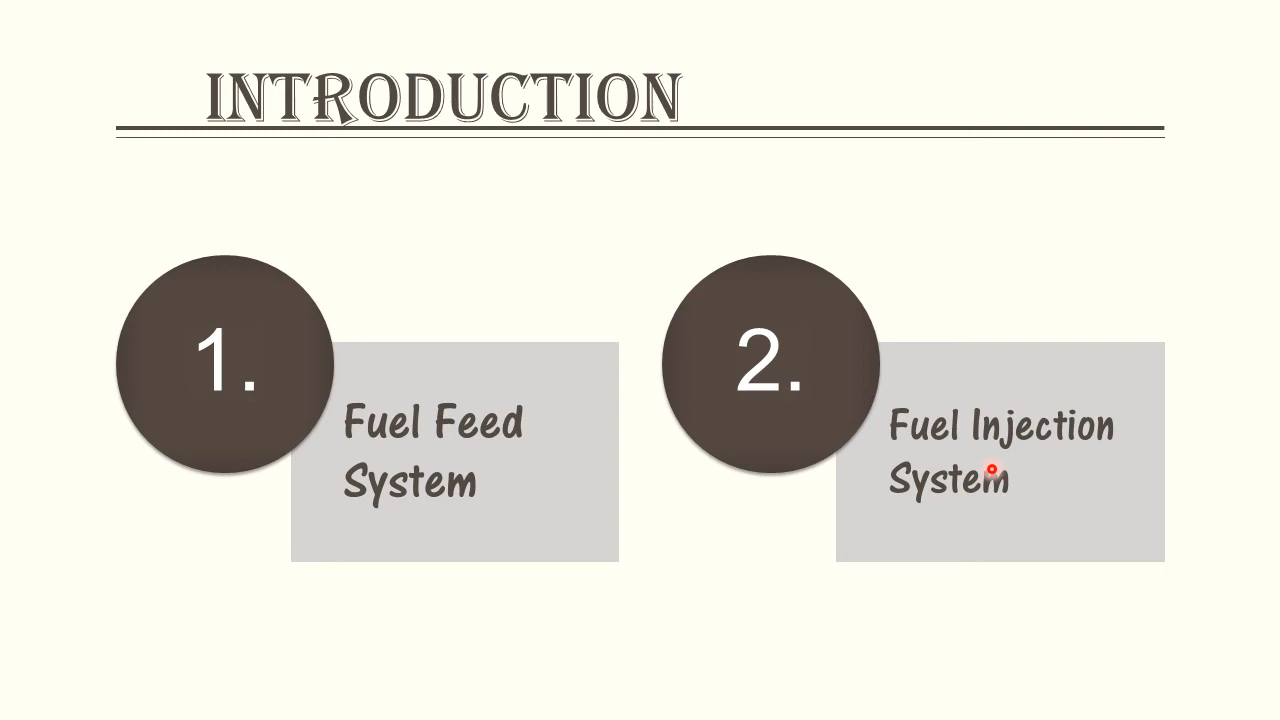 INTRODUCTION
1.
Fuel Feed
System
2.
Fuel Injection
System